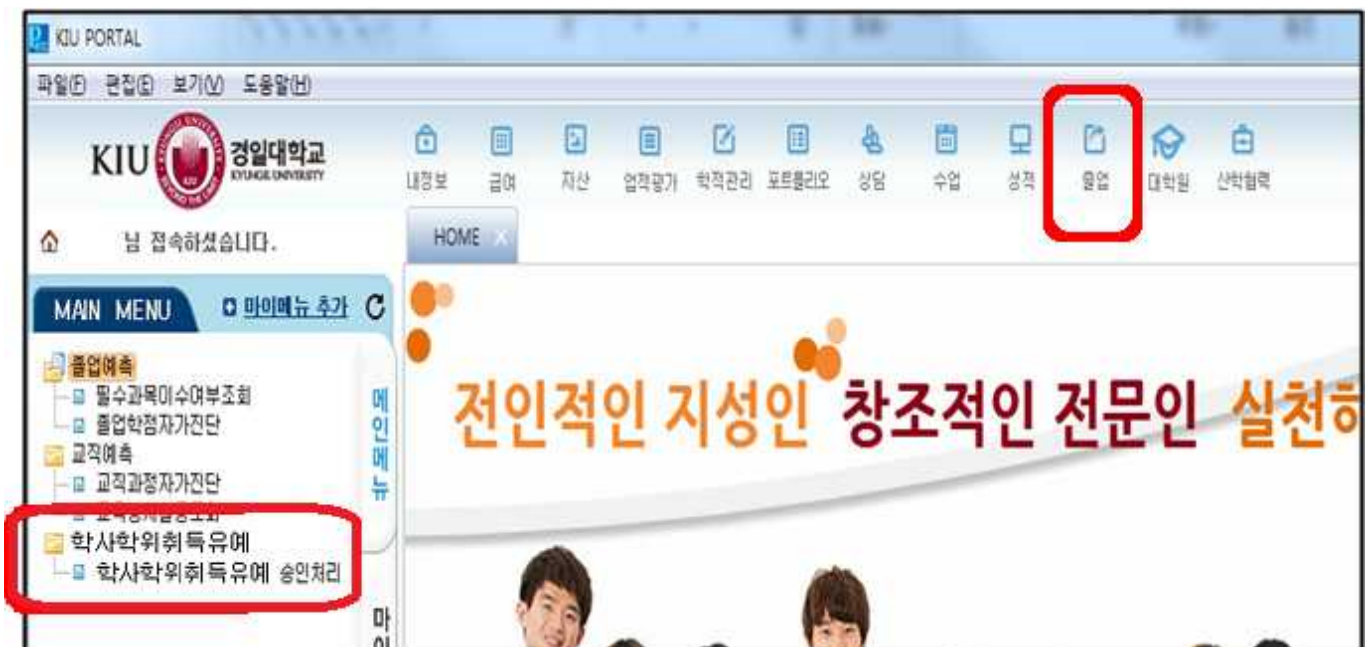 KIU PORTAL
파일(F) 편집(E) 보기(V) 도움말(H)
KIU 경일대학교
KYUNGIL UNIVERSITY
내정보 급여 자산 업적평가 학적관리 포트폴리오 상담 수업 성적 졸업 대학원 산학협력
님 접속하셨습니다.
HOME
MAIN MENU 마이메뉴 추가
졸업예측
필수과목이수여부조회
졸업학점자가진단
교직예측
교직과정자가진단
학사학위취득유예
학사학위취득유예 승인처리
메인메뉴
전인적인 지성인 창조적인 전문인 실천하